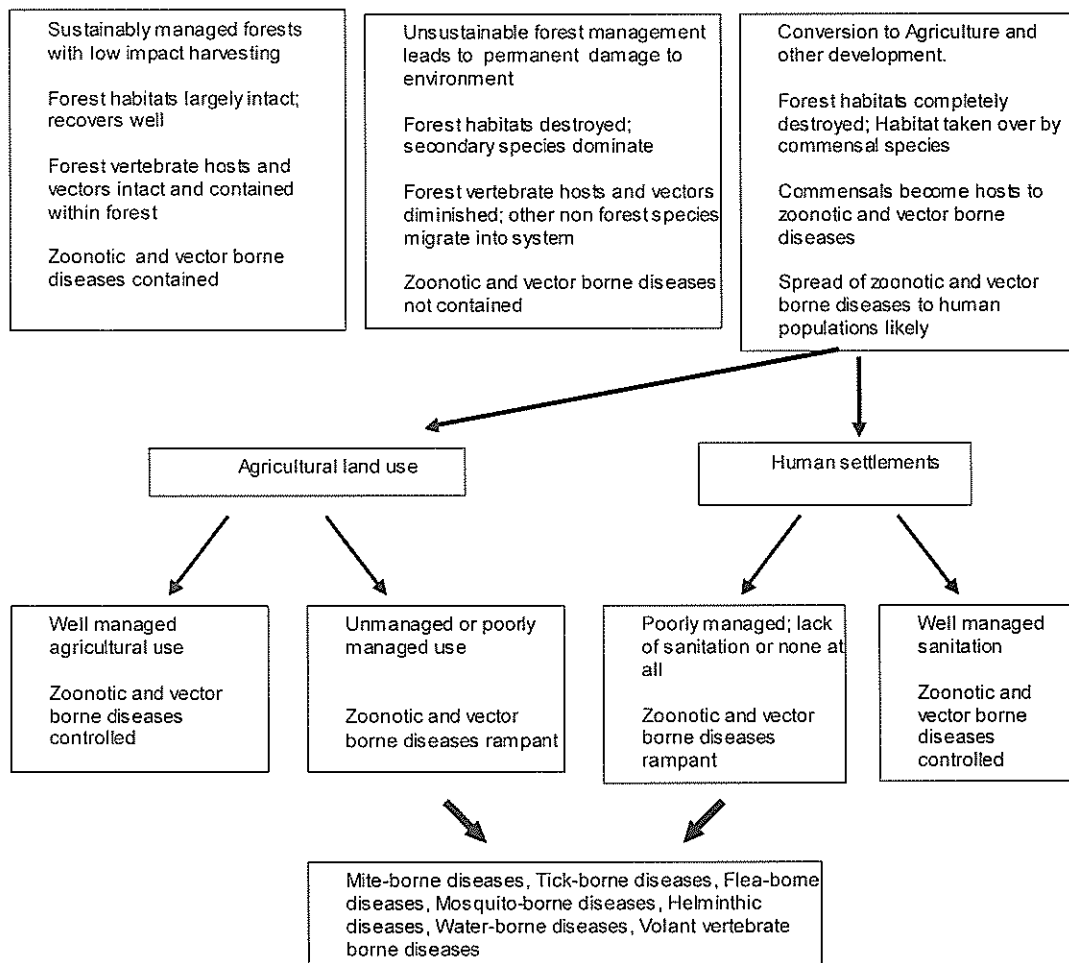 Sustainably managed forests
with low impact harvesting
Forest habitats largely intact;
recovers well
Forest vertebrate hosts and
vectors intact and contained
within forest
Zoonotic and vector borne
diseases contained
Unsustainable forest management
leads to permanent damage to
environment
Forest habitats destroyed;
secondary species dominate
Forest vertebrate hosts and vectors
diminished; other non forest species
migrate into system
Zoonotic and vector borne diseases
not contained
Conversion to Agriculture and
other development.
Forest habitats completely
destroyed; Habitat taken over by
commensal species
Commensals become hosts to
zoonotic and vector borne
diseases
Spread of zoonotic and vector
borne diseases to human
populations likely
Agricultural land use
Human settlements
Well managed
agricultural use
Zoonotic and vector
borne diseases
controlled
Unmanaged or poorly
managed use
Zoonotic and vector
borne diseases rampant
Poorly managed; lack
of sanitation or none at
all
Zoonotic and vector
borne diseases
rampant
Well managed
sanitation
Zoonotic and
vector borne
diseases
controlled
Mite-borne diseases, Tick-borne diseases, Flea-borne
diseases, Mosquito-borne diseases, Helminthic
diseases, Water-borne diseases, Volant vertebrate
borne diseases